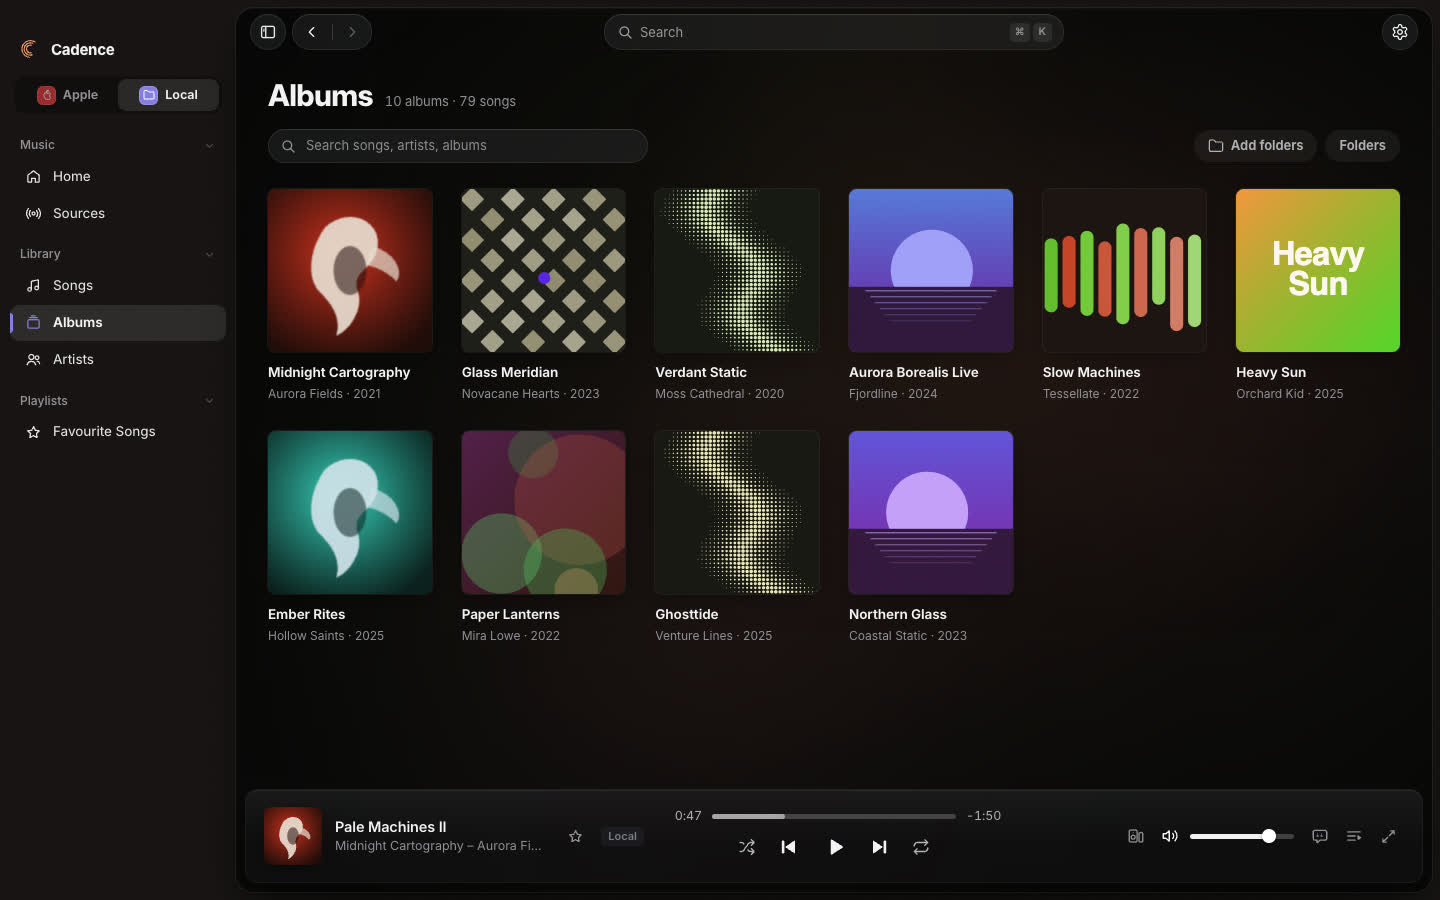 Cadence
Apple
Local
Music
Home
Sources
Library
Songs
Albums
Artists
Playlists
Favourite Songs
Search
⌘ K
Albums
10 albums · 79 songs
Search songs, artists, albums
Add folders
Folders
Heavy
Sun
Midnight Cartography
Aurora Fields · 2021
Glass Meridian
Novacane Hearts · 2023
Verdant Static
Moss Cathedral · 2020
Aurora Borealis Live
Fjordline · 2024
Slow Machines
Tessellate · 2022
Heavy Sun
Orchard Kid · 2025
Ember Rites
Hollow Saints · 2025
Paper Lanterns
Mira Lowe · 2022
Ghosttide
Venture Lines · 2025
Northern Glass
Coastal Static · 2023
Pale Machines II
Midnight Cartography – Aurora Fi...
Local
0:47
-1:50